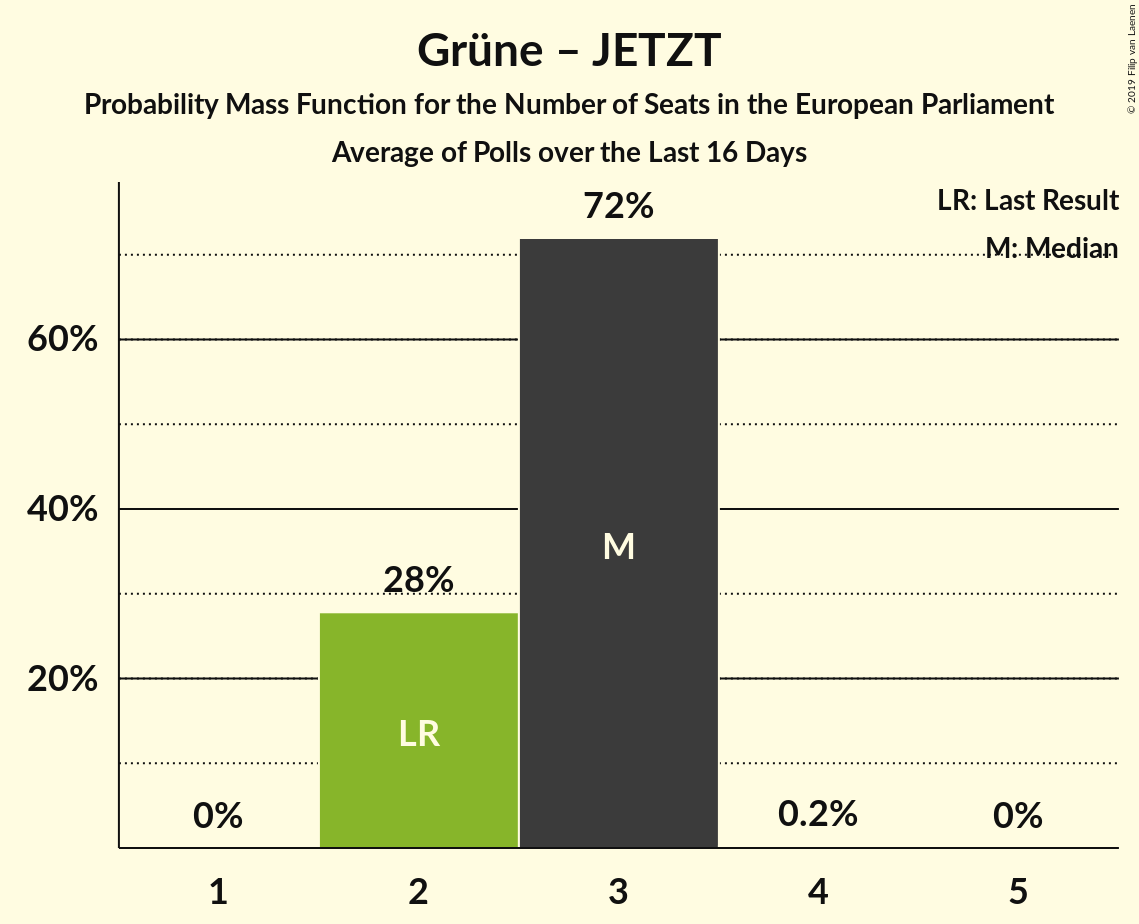 Grüne – JETZT
Probability Mass Function for the Number of Seats in the European Parliament
Average of Polls over the Last 16 Days
© 2019 Filip van Laenen
LR: Last Result
M: Median
72%
60%
40%
28%
20%
M
LR
0%
0.2%
0%
1 2 3 4 5